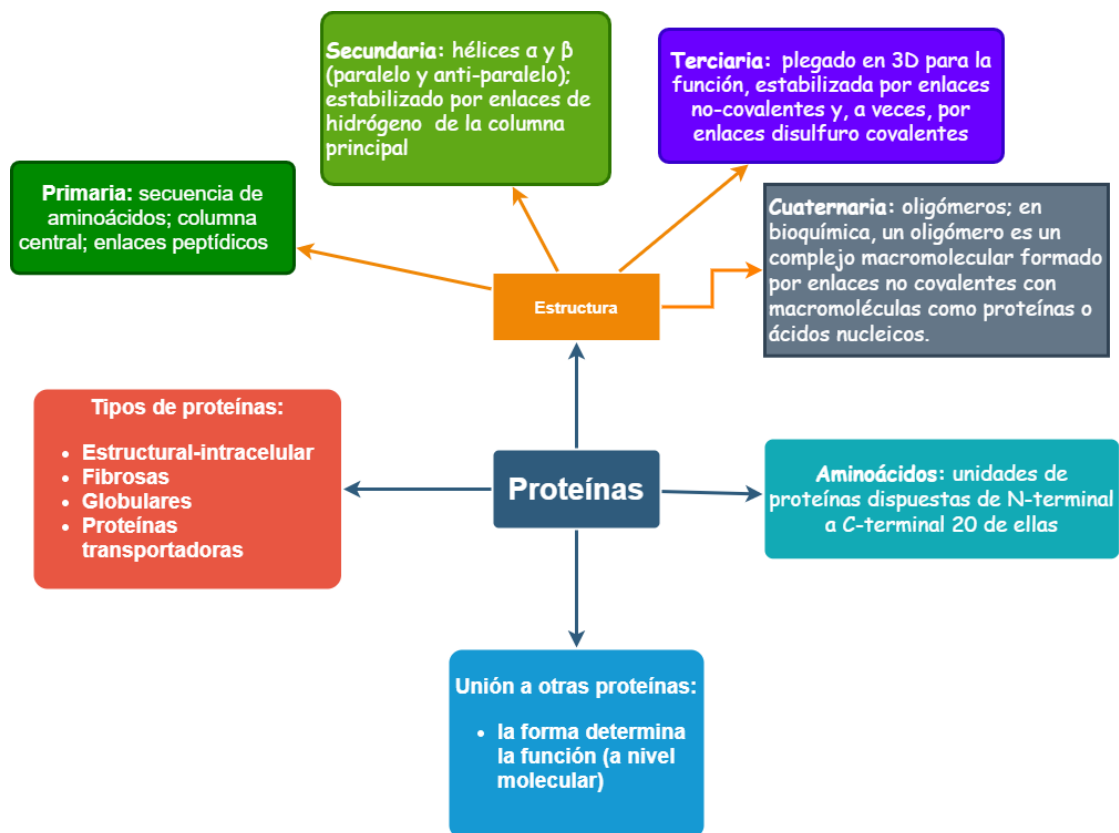 Secundaria: hélices α y β
(paralelo y anti-paralelo);
estabilizado por enlaces de
hidrógeno de la columna
principal
Terciaria: plegado en 3D para la
función, estabilizada por enlaces
no-covalentes y, a veces, por
enlaces disulfuro covalentes
Primaria: secuencia de
aminoácidos; columna
central; enlaces peptídicos
Cuaternaria: oligómeros; en
bioquímica, un oligómero es un
complejo macromolecular formado
por enlaces no covalentes con
macromoléculas como proteínas o
ácidos nucleicos.
Estructura
Tipos de proteínas:
• Estructural-intracelular
• Fibrosas
• Globulares
• Proteínas
transportadoras
Proteínas
Aminoácidos: unidades de
proteínas dispuestas de N-terminal
a C-terminal 20 de ellas
Unión a otras proteínas:
• la forma determina
la función (a nivel
molecular)